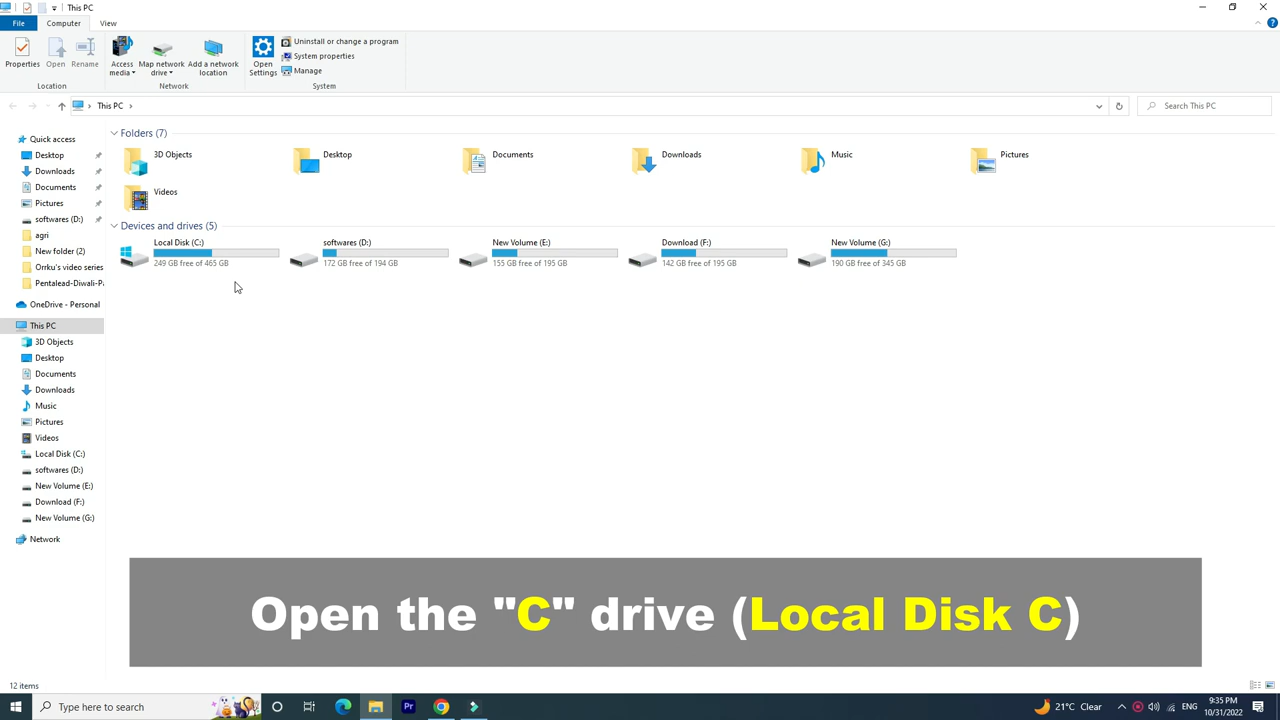 This PC
File
Computer
View
Properties
Open
Rename
Access media
Map network drive
Add a network location
Open Settings
Uninstall or change a program
System properties
Manage
Location
Network
System
This PC
Search This PC
Quick access
Desktop
Downloads
Documents
Pictures
softwares (D:)
agri
New folder (2)
Orrku's video series
Pentalead-Diwali-Pa
OneDrive - Personal
This PC
3D Objects
Desktop
Documents
Downloads
Music
Pictures
Videos
Local Disk (C:)
softwares (D:)
New Volume (E:)
Download (F:)
New Volume (G:)
Network
Folders (7)
3D Objects
Desktop
Documents
Downloads
Music
Pictures
Videos
Devices and drives (5)
Local Disk (C:)
249 GB free of 465 GB
softwares (D:)
172 GB free of 194 GB
New Volume (E:)
155 GB free of 195 GB
Download (F:)
142 GB free of 195 GB
New Volume (G:)
190 GB free of 345 GB
Open the "C" drive (Local Disk C)
12 items
Type here to search
Pr
21°C Clear
ENG
9:35 PM
10/31/2022